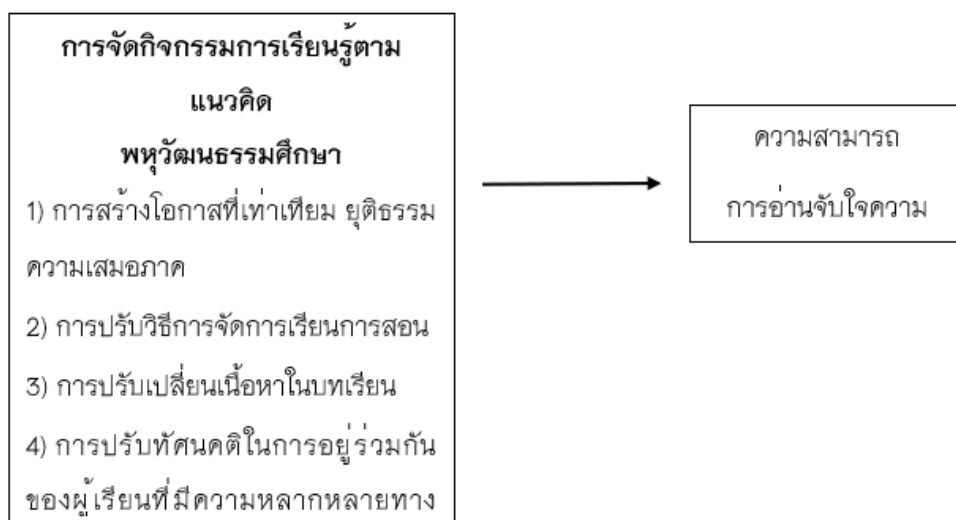 การจัดกิจกรรมการเรียนรู้ตาม
แนวคิด
พหุวัฒนธรรมศึกษา
1) การสร้างโอกาสที่เท่าเทียม ยุติธรรม
ความเสมอภาค
2) การปรับวิธีการจัดการเรียนการสอน
3) การปรับเปลี่ยนเนื้อหาในบทเรียน
4) การปรับทัศนคติในการอยู่ร่วมกัน
ของผู้เรียนที่มีความหลากหลายทาง
ความสามารถ
การอ่านจับใจความ